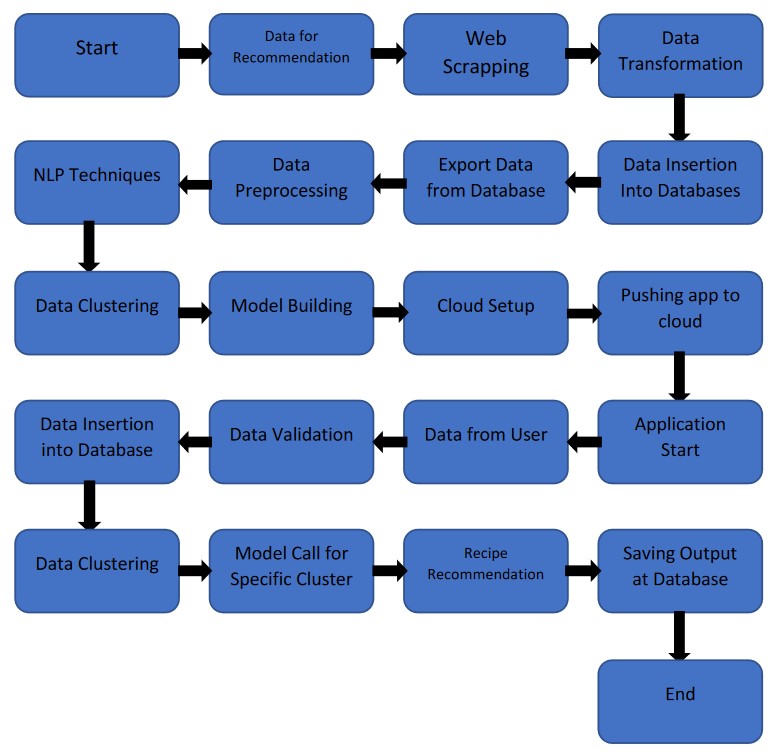 Start
Data for
Recommendation
Web
Scrapping
Data
Transformation
NLP Techniques
Data
Preprocessing
Export Data
from Database
Data Insertion
Into Databases
Data Clustering
Model Building
Cloud Setup
Pushing app to
cloud
Data Insertion
into Database
Data Validation
Data from User
Application
Start
Data Clustering
Model Call for
Specific Cluster
Recipe
Recommendation
Saving Output
at Database
End